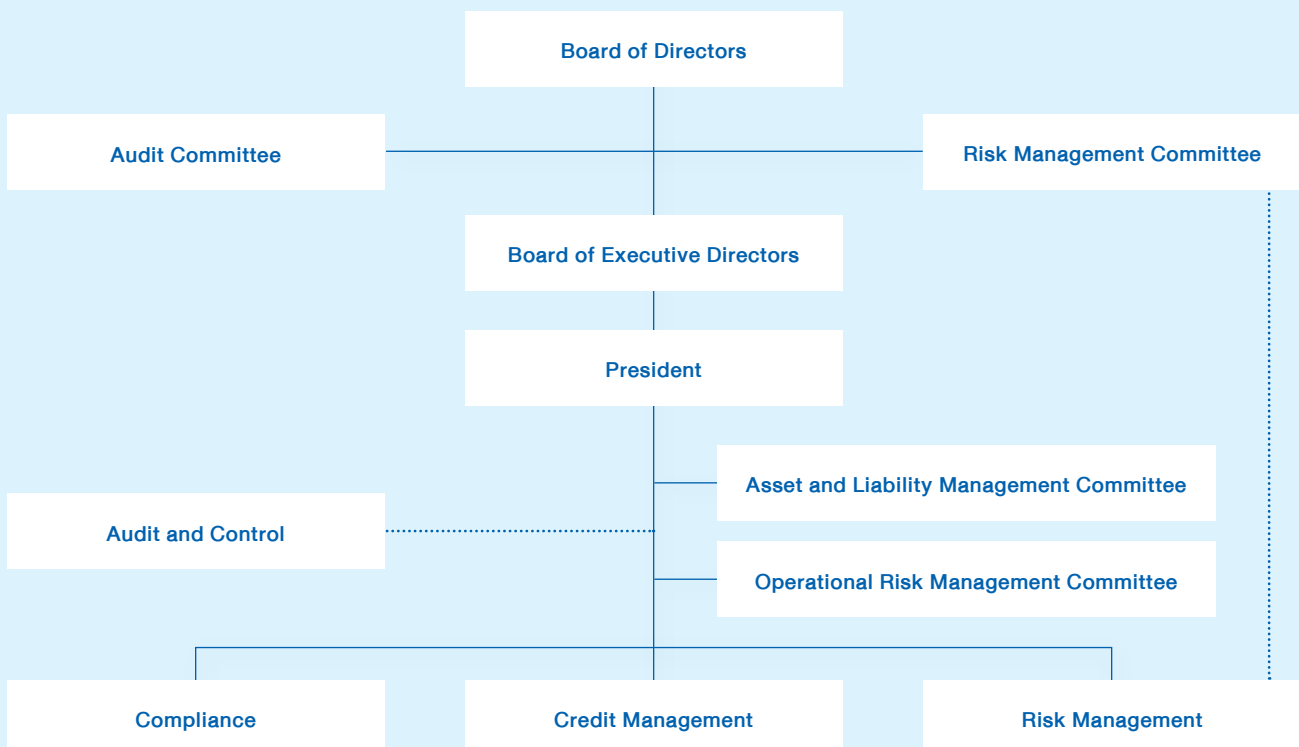 Board of Directors
Audit Committee
Risk Management Committee
Board of Executive Directors
President
Asset and Liability Management Committee
Audit and Control
Operational Risk Management Committee
Compliance
Credit Management
Risk Management